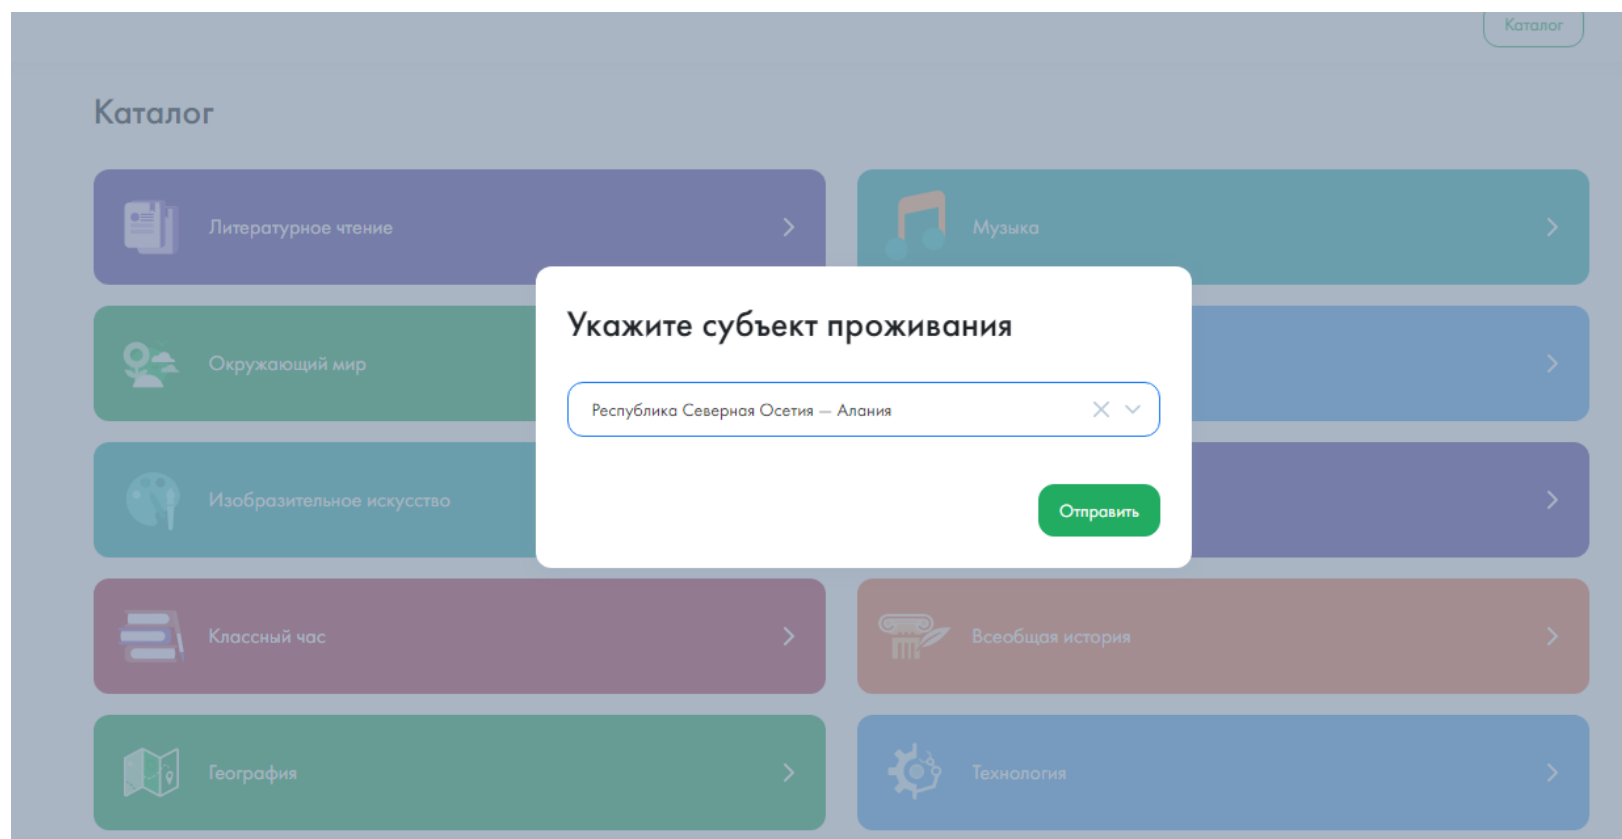 Каталог
Каталог
Литературное чтение
Музыка
Окружающий мир
Укажите субъект проживания
Республика Северная Осетия — Алания
Изобразительное искусство
Отправить
Классный час
Всеобщая история
География
Технология